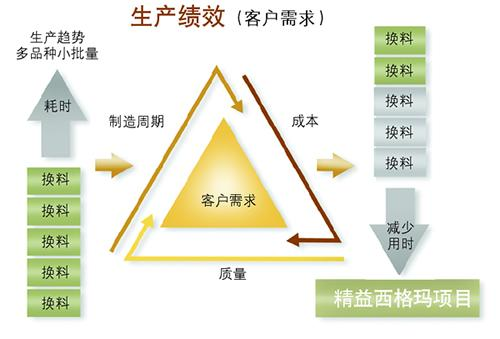 生产绩效（客户需求）
生产趋势
多品种小批量
耗时
换料
换料
换料
换料
换料
制造周期
成本
客户需求
质量
换料
换料
换料
换料
换料
减少
用时
精益西格玛项目